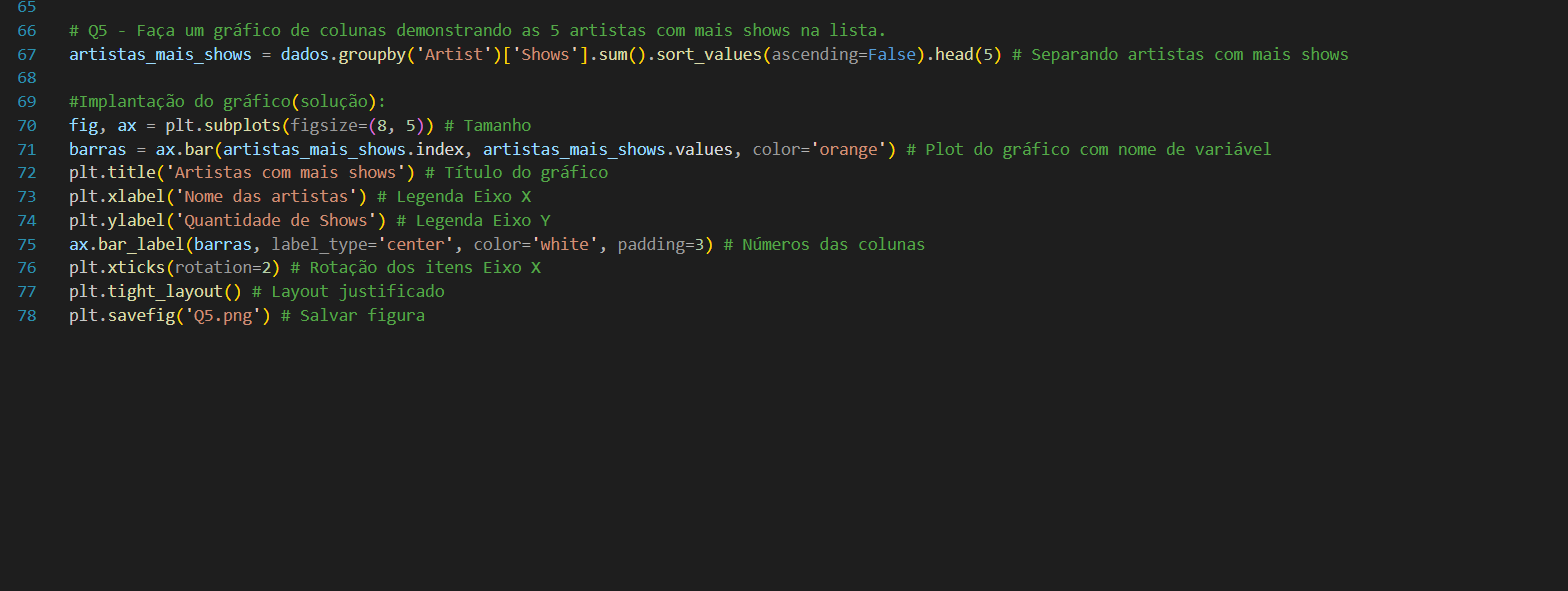 65
66 # Q5 - Faça um gráfico de colunas demonstrando as 5 artistas com mais shows na lista.
67 artistas_mais_shows = dados.groupby('Artist')['Shows'].sum().sort_values(ascending=False).head(5) # Separando artistas com mais shows
68
69 #Implantação do gráfico(solução):
70 fig, ax = plt.subplots(figsize=(8, 5)) # Tamanho
71 barras = ax.bar(artistas_mais_shows.index, artistas_mais_shows.values, color='orange') # Plot do gráfico com nome de variável
72 plt.title('Artistas com mais shows') # Título do gráfico
73 plt.xlabel('Nome das artistas') # Legenda Eixo X
74 plt.ylabel('Quantidade de Shows') # Legenda Eixo Y
75 ax.bar_label(barras, label_type='center', color='white', padding=3) # Números das colunas
76 plt.xticks(rotation=2) # Rotação dos itens Eixo X
77 plt.tight_layout() # Layout justificado
78 plt.savefig('Q5.png') # Salvar figura